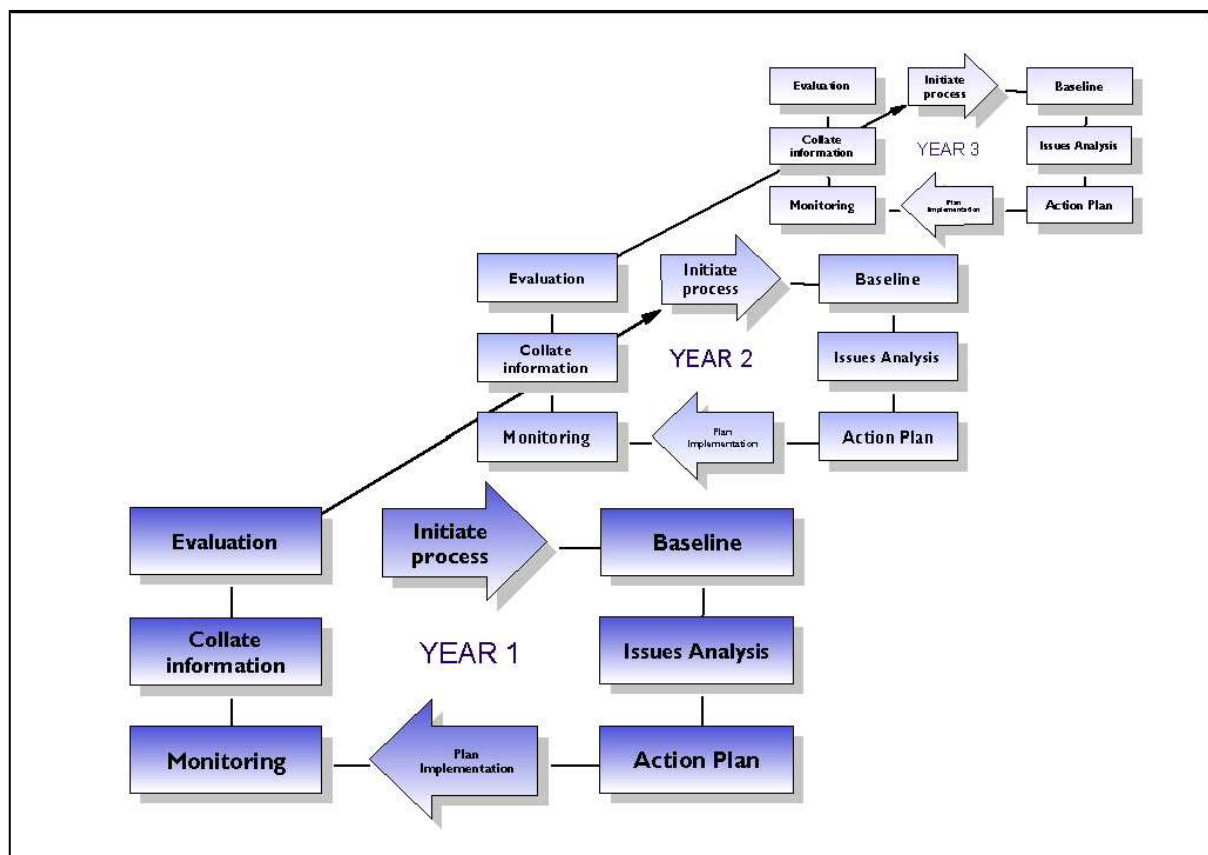 Evaluation
Initiate
process
Baseline
Collate
information
YEAR 3
Issues Analysis
Monitoring
Plan
Implementation
Action Plan
Evaluation
Initiate
process
Baseline
Collate
information
YEAR 2
Issues Analysis
Monitoring
Plan
Implementation
Action Plan
Evaluation
Initiate
process
Baseline
Collate
information
YEAR 1
Issues Analysis
Monitoring
Plan
Implementation
Action Plan